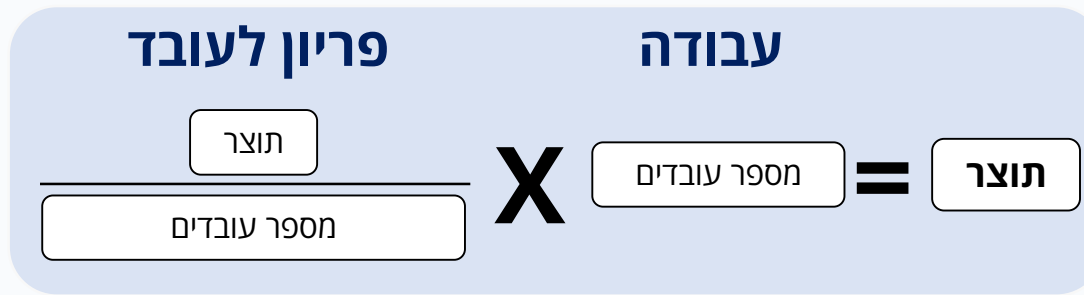 עבודה
פריון לעובד
תוצר
=
מספר עובדים
X
תוצר
מספר עובדים